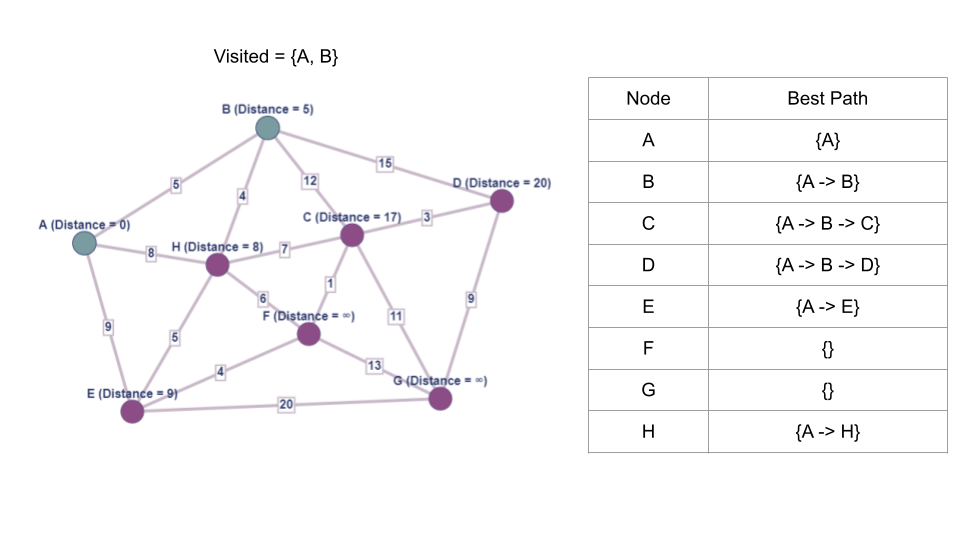 Visited = {A, B}
B (Distance = 5)
15
5
12
D (Distance = 20)
4
C (Distance = 17)
3
A (Distance = 0)
H (Distance = 8)
7
8
6
1
9
F (Distance = ∞)
11
9
5
13
4
G (Distance = ∞)
E (Distance = 9)
20
Node Best Path
A {A}
B {A -> B}
C {A -> B -> C}
D {A -> B -> D}
E {A -> E}
F {}
G {}
H {A -> H}